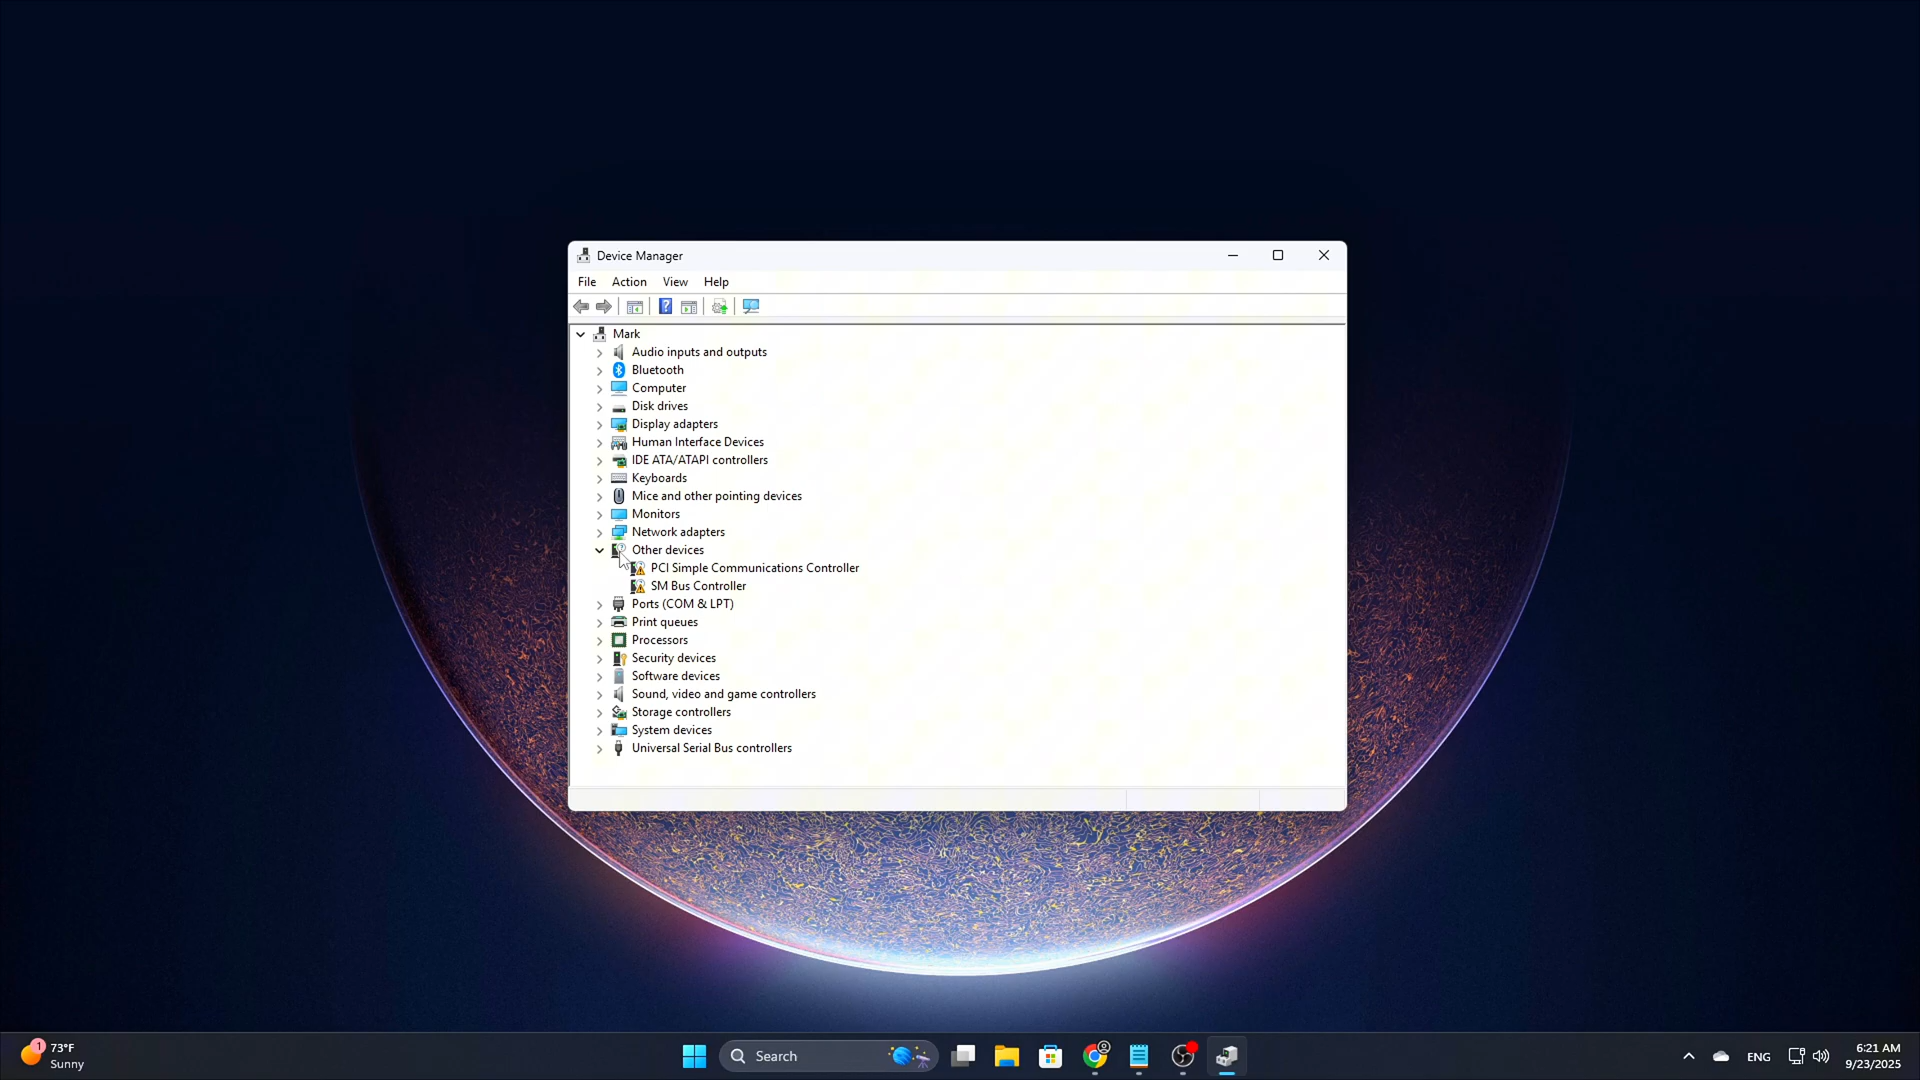 Device Manager
File Action View Help
Mark
Audio inputs and outputs
Bluetooth
Computer
Disk drives
Display adapters
Human Interface Devices
IDE ATA/ATAPI controllers
Keyboards
Mice and other pointing devices
Monitors
Network adapters
Other devices
PCI Simple Communications Controller
SM Bus Controller
Ports (COM & LPT)
Print queues
Processors
Security devices
Software devices
Sound, video and game controllers
Storage controllers
System devices
Universal Serial Bus controllers
1
73°F
Sunny
Search
ENG
6:21 AM
9/23/2025